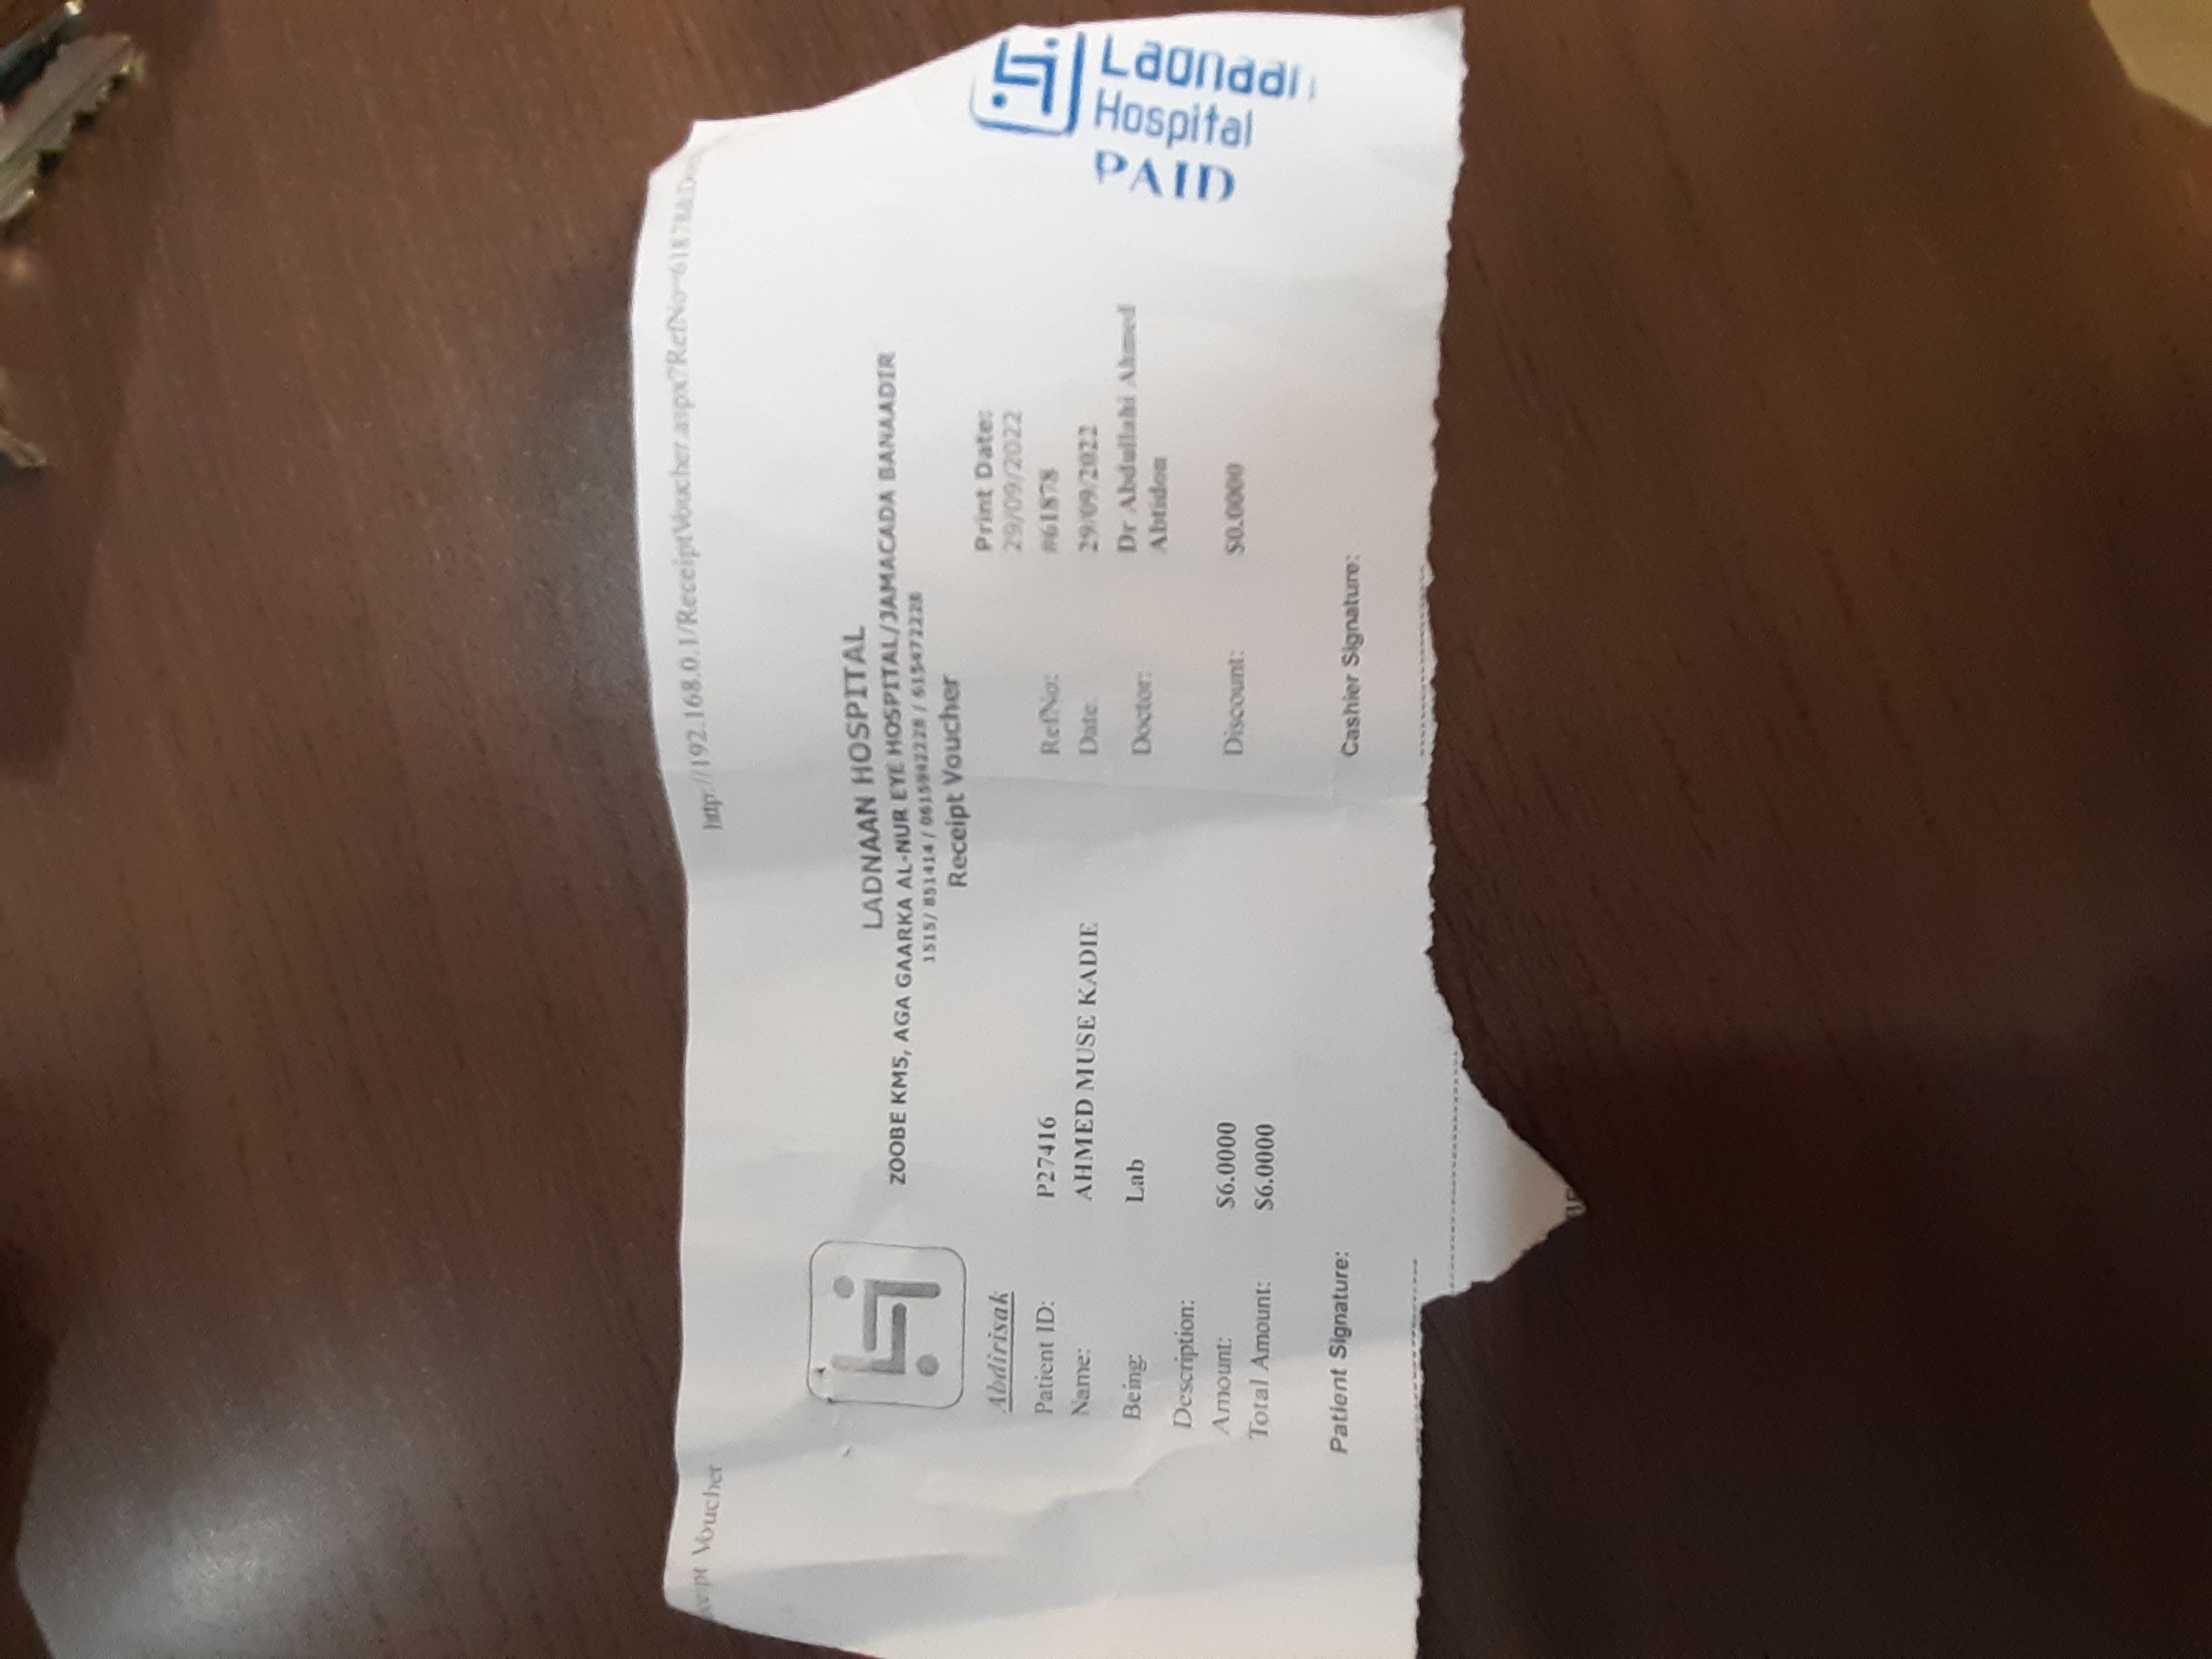 Voucher
http://192.168.0.1/ReceiptVoucher.aspx?RefNo=61878&D
LADNAAN HOSPITAL
ZOOBE KM5, AGA GAARKA AL-NUR EYE HOSPITAL/JAMACADA BANAADIR
1515/ 851414 / 0615942228 / 615472228
Receipt Voucher
Abdirisak
Print Date:
29/09/2022
Patient ID: P27416
RefNo: #61878
Name: AHMED MUSE KADIE
Date. 29/09/2022
Being: Lab
Doctor: Dr Abdullahi Ahmed
Abtidon
Description:
Amount: $6.0000
Discount: $0.0000
Total Amount: $6.0000
Patient Signature:
Cashier Signature:
Ladnaan
Hospital
PAID